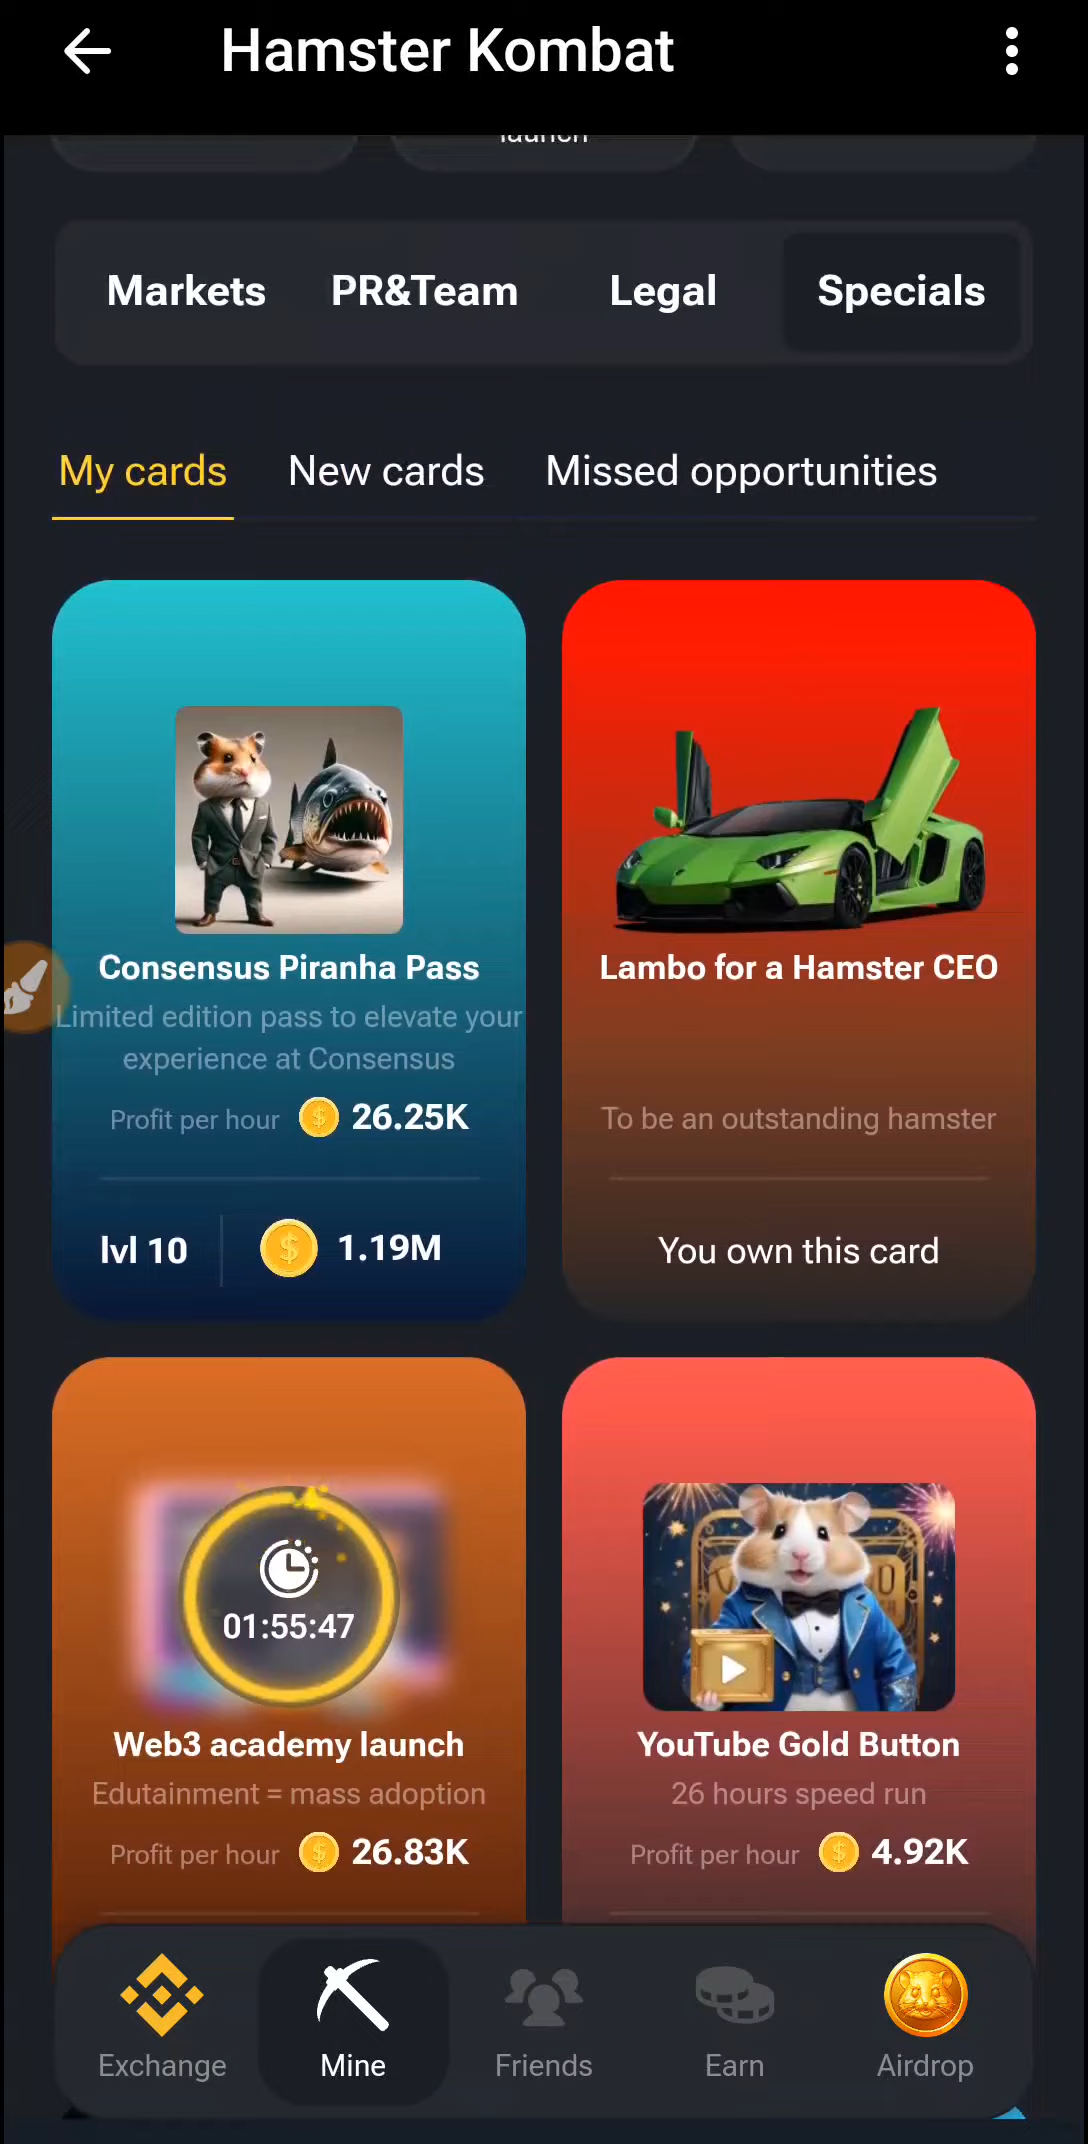 Hamster Kombat
launch
Markets PR&Team Legal Specials
My cards New cards Missed opportunities
Consensus Piranha Pass
Limited edition pass to elevate your
experience at Consensus
Profit per hour 26.25K
lvl 10 1.19M
Lambo for a Hamster CEO
To be an outstanding hamster
You own this card
01:55:47
Web3 academy launch
Edutainment = mass adoption
Profit per hour 26.83K
YouTube Gold Button
26 hours speed run
Profit per hour 4.92K
Exchange Mine Friends Earn Airdrop